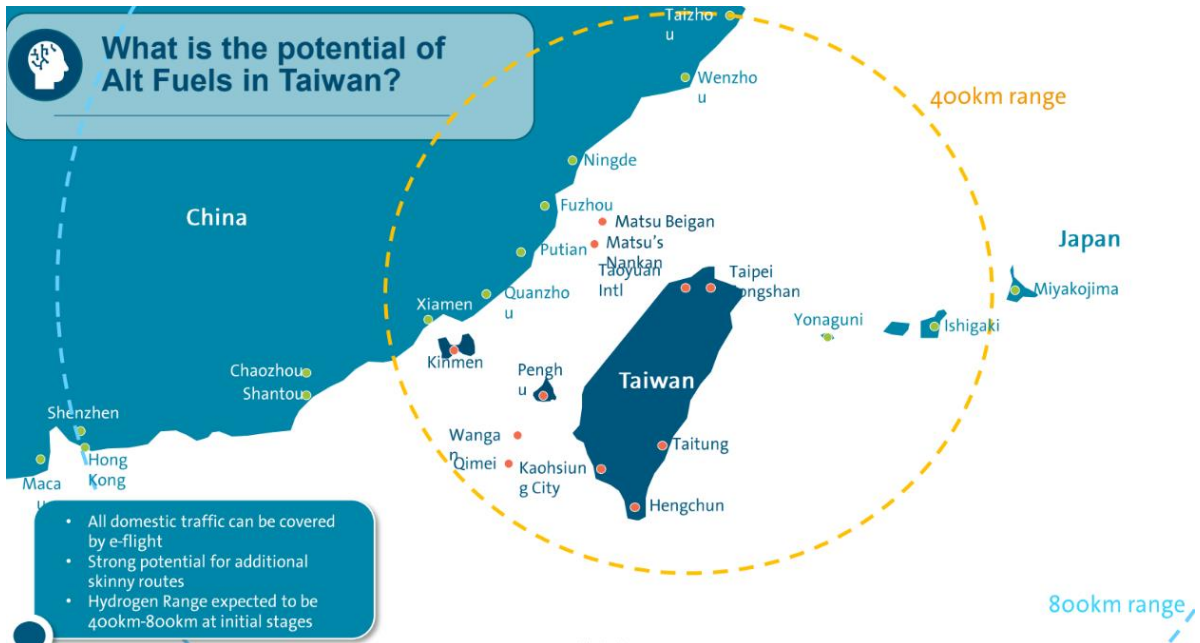 What is the potential of
Alt Fuels in Taiwan?
Taizho
u
Wenzho
u
400km range
Ningde
China
Fuzhou
Matsu Beigan
Putian
Matsu's
Nankan
Japan
Taoyuan
Intl
Taipei
Songshan
Quanzho
u
Miyakojima
Xiamen
Yonaguni
Ishigaki
Kinmen
Chaozhou
Shantou
Pengh
u
Taiwan
Shenzhen
Hong
Kong
Wanga
n
Qimei
Kaohsiun
g City
Taitung
Maca
u
Hengchun
• All domestic traffic can be covered
by e-flight
• Strong potential for additional
skinny routes
• Hydrogen Range expected to be
400km-800km at initial stages
800km range